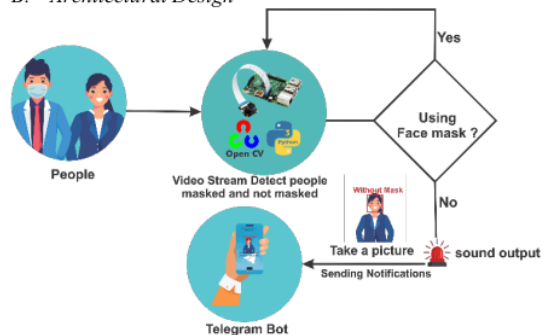 B. Architectural Design
Yes
Using
Face mask ?
3
Python
Open CV
People
Video Stream Detect people
masked and not masked
No
Without Mask
Take a picture
sound output
Sending Notifications
Telegram Bot